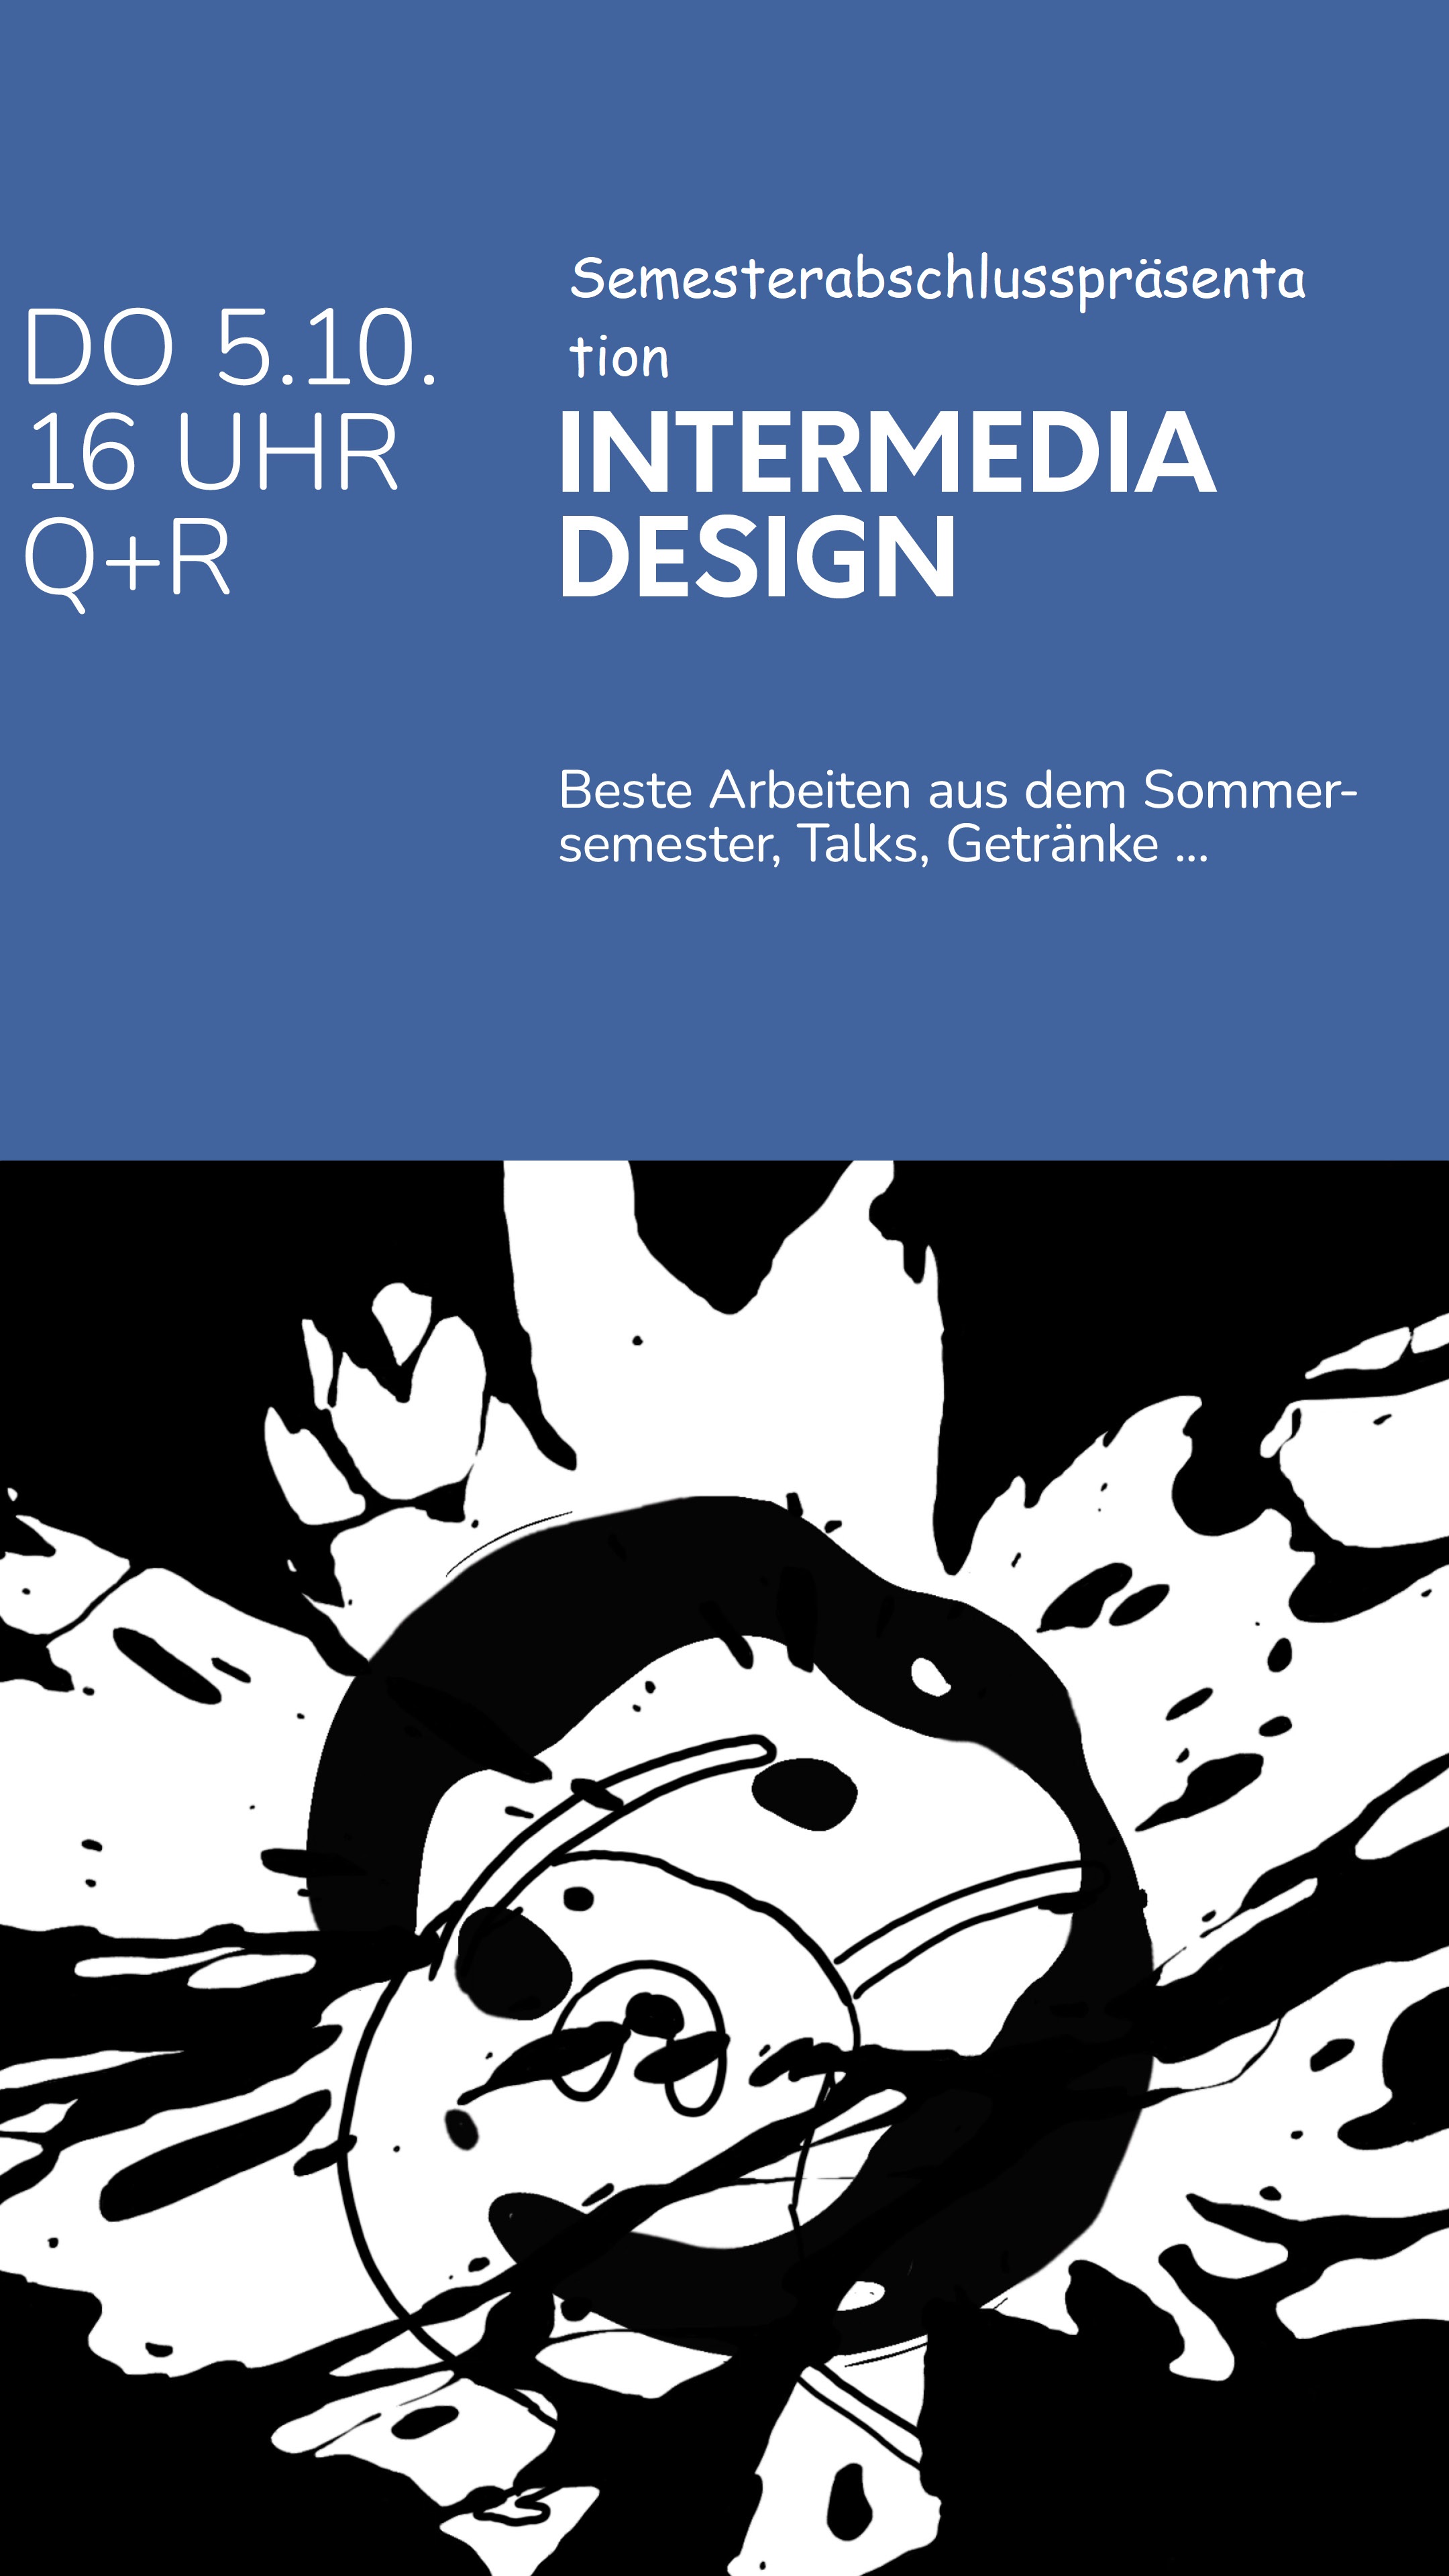 DO 5.10.
16 UHR
Q+R
Semesterabschlusspräsenta
tion
INTERMEDIA
DESIGN
Beste Arbeiten aus dem Sommer-
semester, Talks, Getränke ...